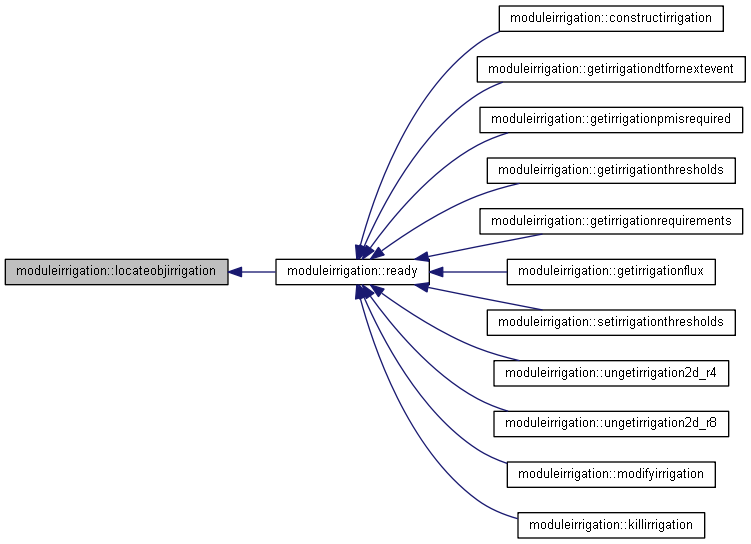 moduleirrigation::constructirrigation
moduleirrigation::getirrigationdtfornextevent
moduleirrigation::getirrigationpmisrequired
moduleirrigation::getirrigationthresholds
moduleirrigation::getirrigationrequirements
moduleirrigation::locateobjirrigation
moduleirrigation::ready
moduleirrigation::getirrigationflux
moduleirrigation::setirrigationthresholds
moduleirrigation::ungetirrigation2d_r4
moduleirrigation::ungetirrigation2d_r8
moduleirrigation::modifyirrigation
moduleirrigation::killirrigation